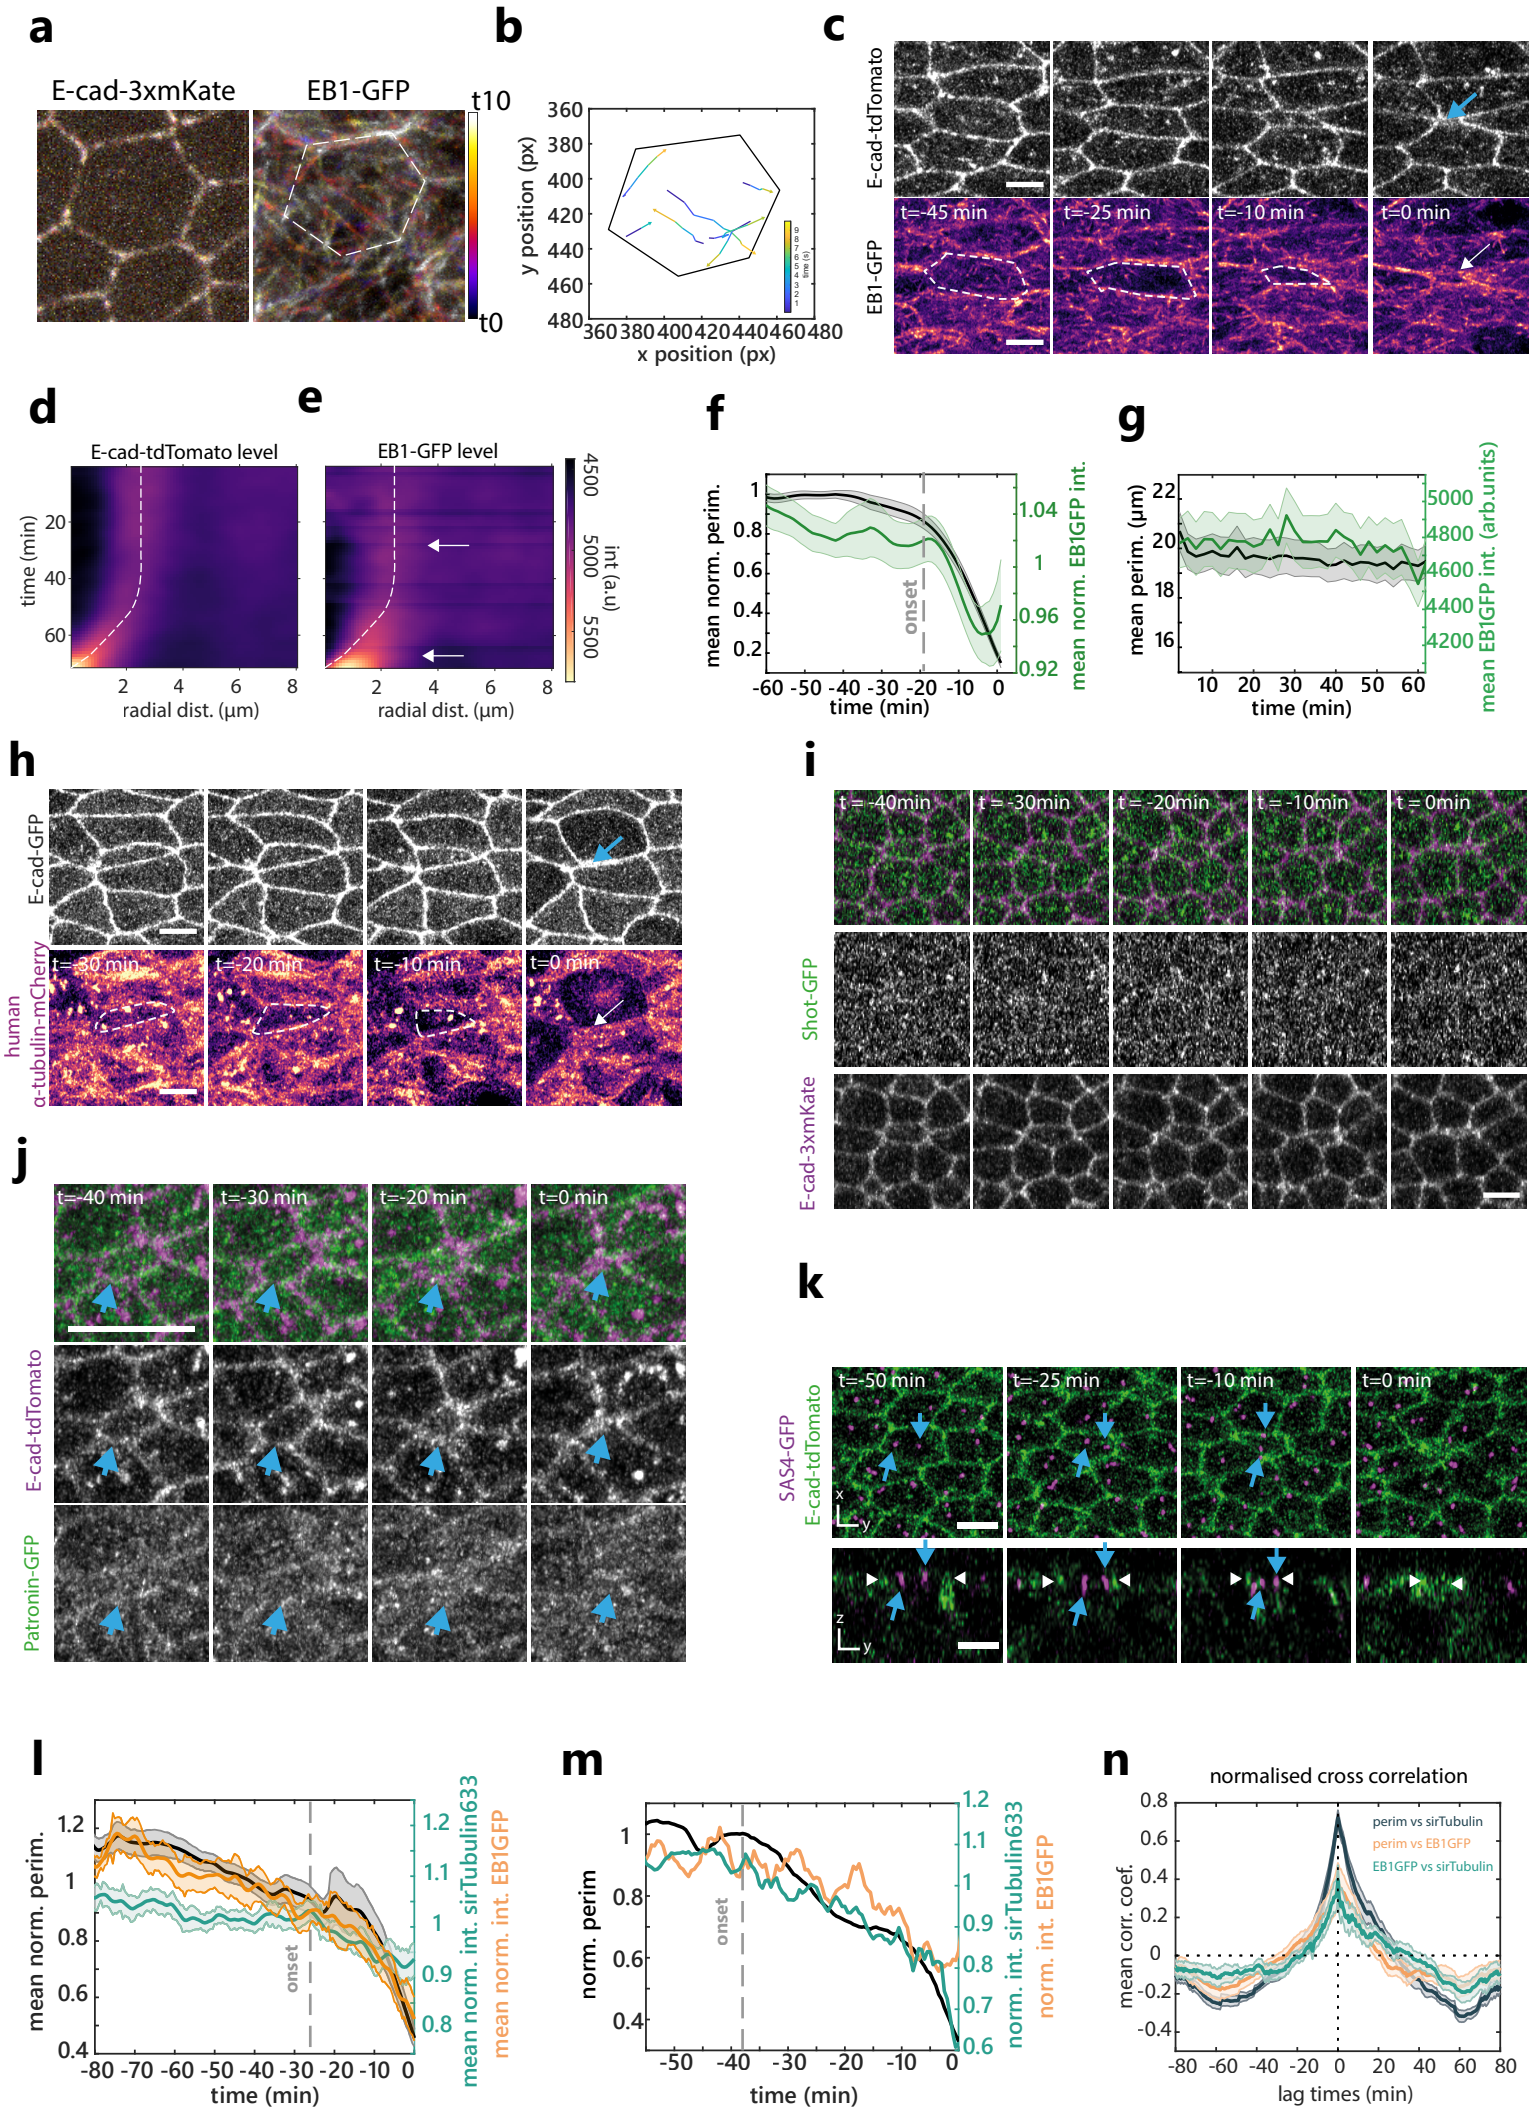 a
E-cad-3xmKate
EB1-GFP
t10
t0
b
360
380
400
420
440
460
480
y position (px)
360 380 400 420 440 460 480
x position (px)
9
8
7
6
5
4
3
2
1
time (s)
c
E-cad-tdTomato
EB1-GFP
t=-45 min
t=-25 min
t=-10 min
t=0 min
d
E-cad-tdTomato level
time (min)
20
40
60
2 4 6 8
radial dist. (µm)
e
EB1-GFP level
2 4 6 8
radial dist. (µm)
4500
5000
5500
int (a.u)
f
mean norm. perim.
1
0.8
0.6
0.4
0.2
onset
1.04
1
0.96
0.92
mean norm. EB1GFP int.
-60 -50 -40 -30 -20 -10 0
time (min)
g
mean perim. (µm)
22
20
18
16
5000
4800
4600
4400
4200
mean EB1GFP int. (arb.units)
10 20 30 40 50 60
time (min)
h
E-cad-GFP
human
α-tubulin-mCherry
t=-30 min
t=-20 min
t=-10 min
t=0 min
i
t = -40min
t = -30min
t = -20min
t = -10min
t = 0min
Shot-GFP
E-cad-3xmKate
j
t=-40 min
t=-30 min
t=-20 min
t=0 min
E-cad-tdTomato
Patronin-GFP
k
SAS4-GFP
E-cad-tdTomato
t=-50 min
t=-25 min
t=-10 min
t=0 min
x
y
z
y
l
mean norm. perim.
1.2
1
0.8
0.6
0.4
onset
1.2
1.1
1
0.9
0.8
mean norm. int. sirTubulin633
mean norm. int. EB1GFP
-80 -70 -60 -50 -40 -30 -20 -10 0
time (min)
m
norm. perim
1
0.8
0.6
0.4
onset
1.2
1.1
1
0.9
0.8
0.7
0.6
norm. int. sirTubulin633
norm. int. EB1GFP
-50 -40 -30 -20 -10 0
time (min)
n
normalised cross correlation
mean corr. coef.
0.8
0.6
0.4
0.2
0
-0.2
-0.4
perim vs sirTubulin
perim vs EB1GFP
EB1GFP vs sirTubulin
-80 -60 -40 -20 0 20 40 60 80
lag times (min)